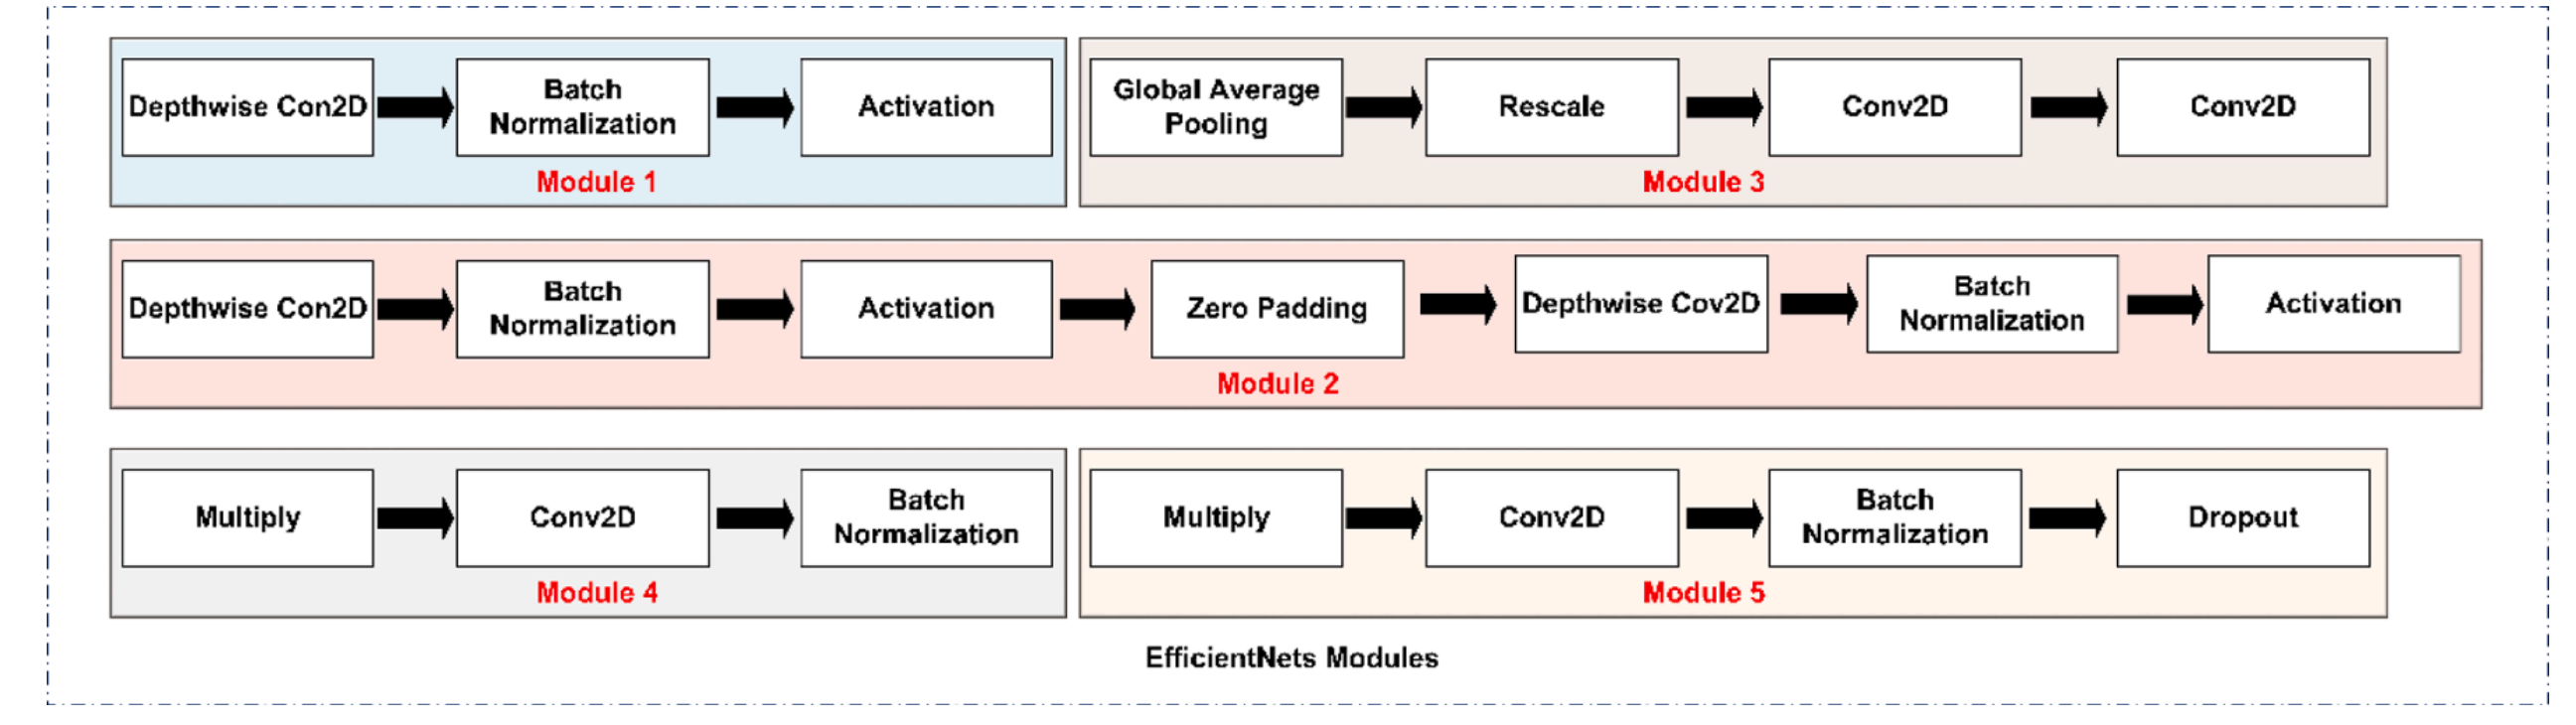 Depthwise Con2D
Batch
Normalization
Activation
Module 1
Global Average
Pooling
Rescale
Conv2D
Conv2D
Module 3
Depthwise Con2D
Batch
Normalization
Activation
Zero Padding
Depthwise Cov2D
Batch
Normalization
Activation
Module 2
Multiply
Conv2D
Batch
Normalization
Module 4
Multiply
Conv2D
Batch
Normalization
Dropout
Module 5
EfficientNets Modules